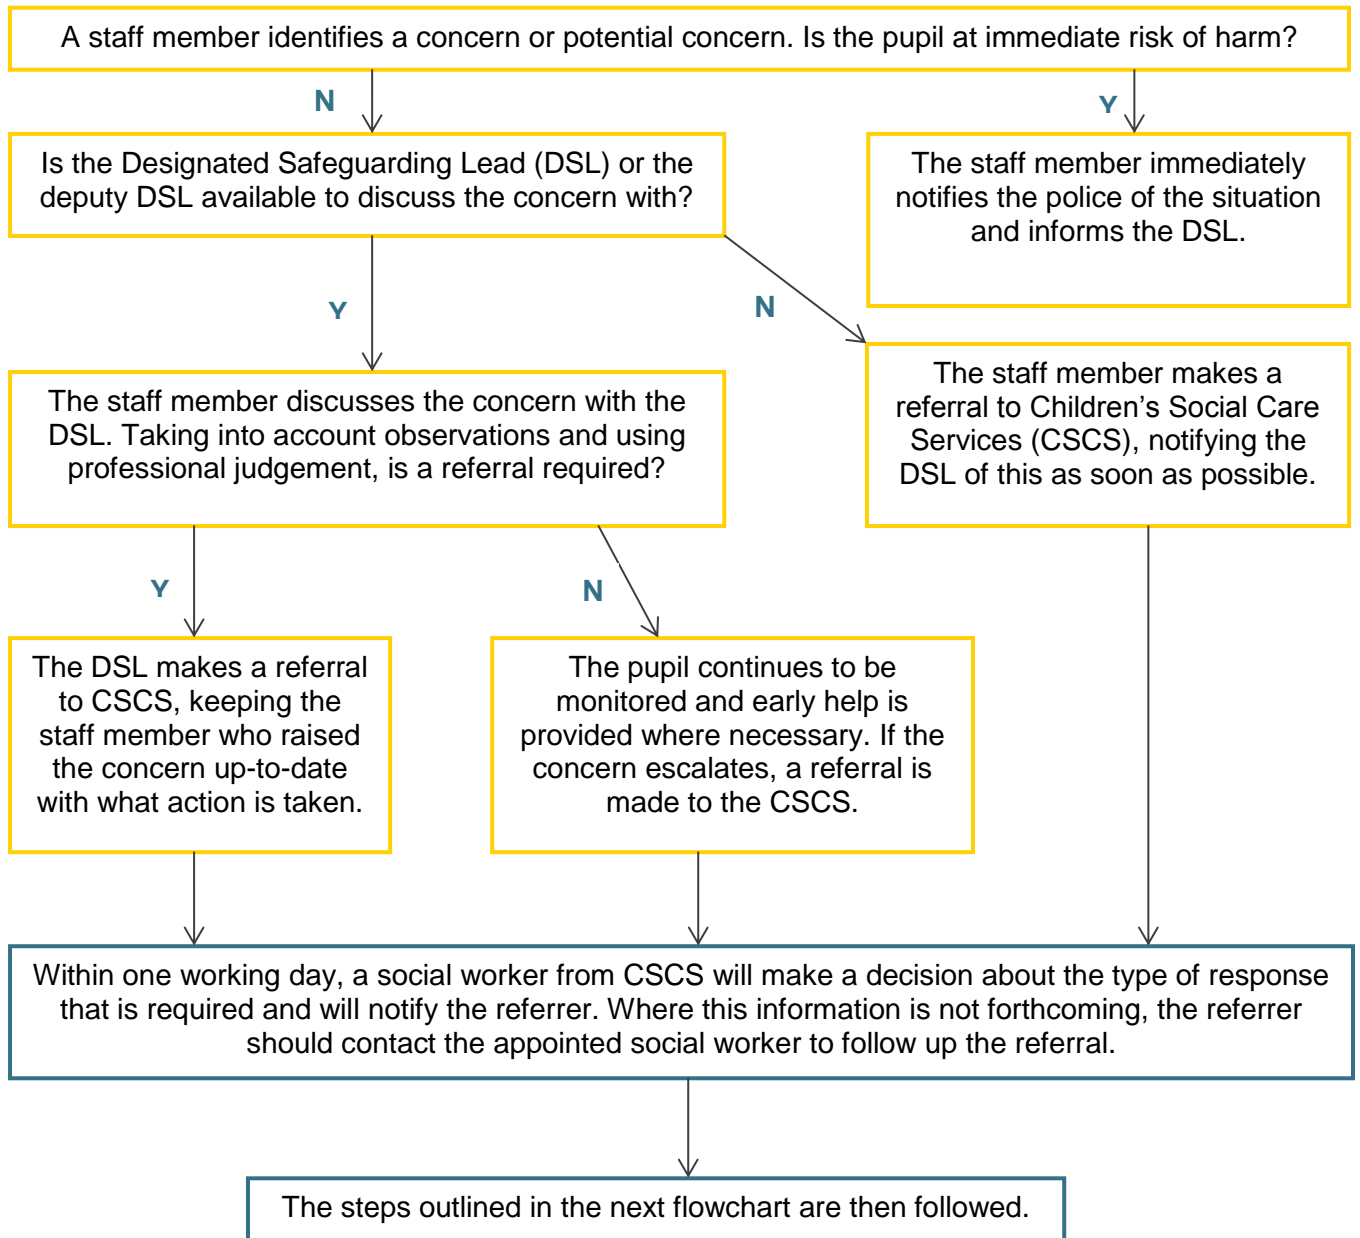 A staff member identifies a concern or potential concern. Is the pupil at immediate risk of harm?
N
Y
Is the Designated Safeguarding Lead (DSL) or the
deputy DSL available to discuss the concern with?
The staff member immediately
notifies the police of the situation
and informs the DSL.
Y
N
The staff member discusses the concern with the
DSL. Taking into account observations and using
professional judgement, is a referral required?
The staff member makes a
referral to Children’s Social Care
Services (CSCS), notifying the
DSL of this as soon as possible.
Y
N
The DSL makes a referral
to CSCS, keeping the
staff member who raised
the concern up-to-date
with what action is taken.
The pupil continues to be
monitored and early help is
provided where necessary. If the
concern escalates, a referral is
made to the CSCS.
Within one working day, a social worker from CSCS will make a decision about the type of response
that is required and will notify the referrer. Where this information is not forthcoming, the referrer
should contact the appointed social worker to follow up the referral.
The steps outlined in the next flowchart are then followed.